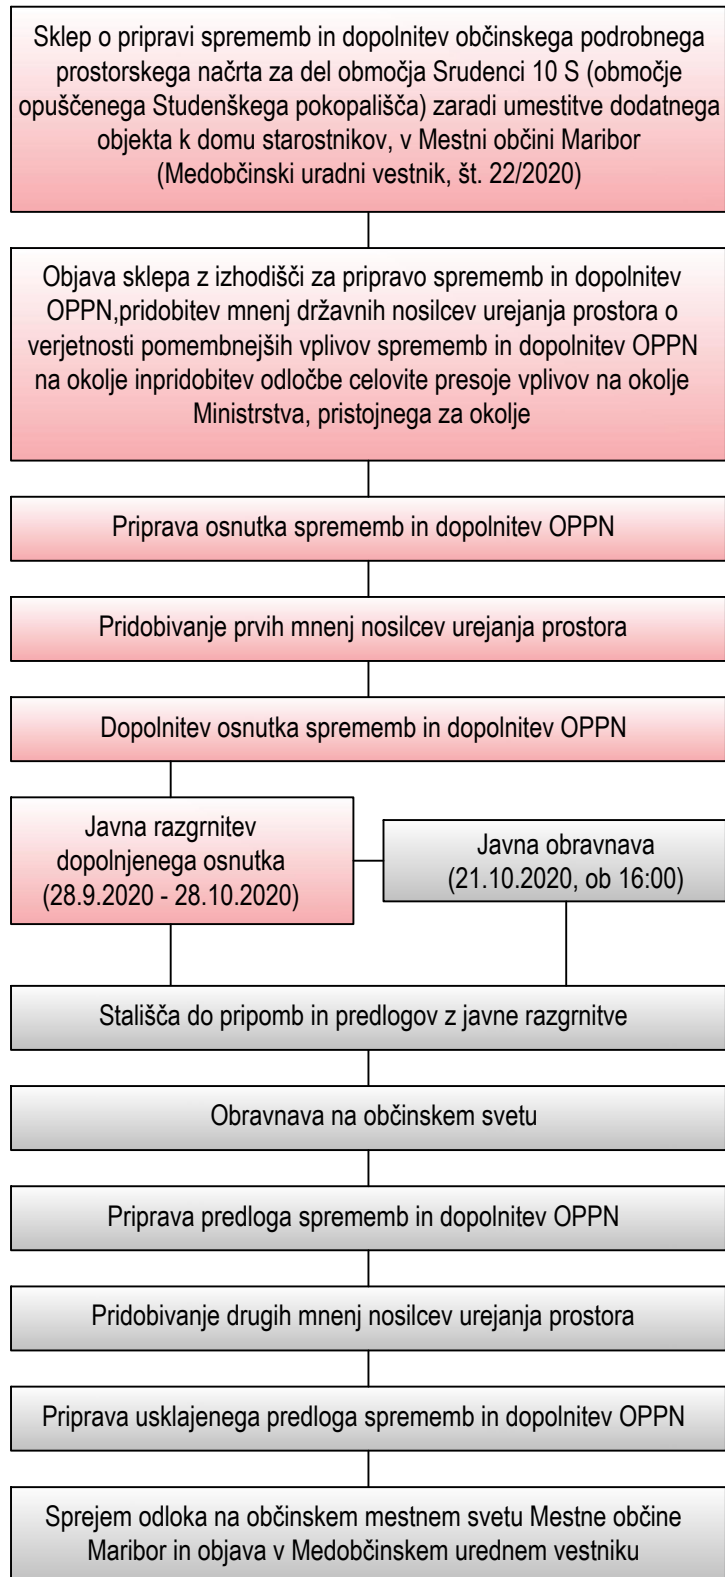 Sklep o pripravi sprememb in dopolnitev občinskega podrobnega
prostorskega načrta za del območja Srudenci 10 S (območje
opuščenega Studenškega pokopališča) zaradi umestitve dodatnega
objekta k domu starostnikov, v Mestni občini Maribor
(Medobčinski uradni vestnik, št. 22/2020)
Objava sklepa z izhodišči za pripravo sprememb in dopolnitev
OPPN,pridobitev mnenj državnih nosilcev urejanja prostora o
verjetnosti pomembnejših vplivov sprememb in dopolnitev OPPN
na okolje inpridobitev odločbe celovite presoje vplivov na okolje
Ministrstva, pristojnega za okolje
Priprava osnutka sprememb in dopolnitev OPPN
Pridobivanje prvih mnenj nosilcev urejanja prostora
Dopolnitev osnutka sprememb in dopolnitev OPPN
Javna razgrnitev
dopolnjenega osnutka
(28.9.2020 - 28.10.2020)
Javna obravnava
(21.10.2020, ob 16:00)
Stališča do pripomb in predlogov z javne razgrnitve
Obravnava na občinskem svetu
Priprava predloga sprememb in dopolnitev OPPN
Pridobivanje drugih mnenj nosilcev urejanja prostora
Priprava usklajenega predloga sprememb in dopolnitev OPPN
Sprejem odloka na občinskem mestnem svetu Mestne občine
Maribor in objava v Medobčinskem urednem vestniku